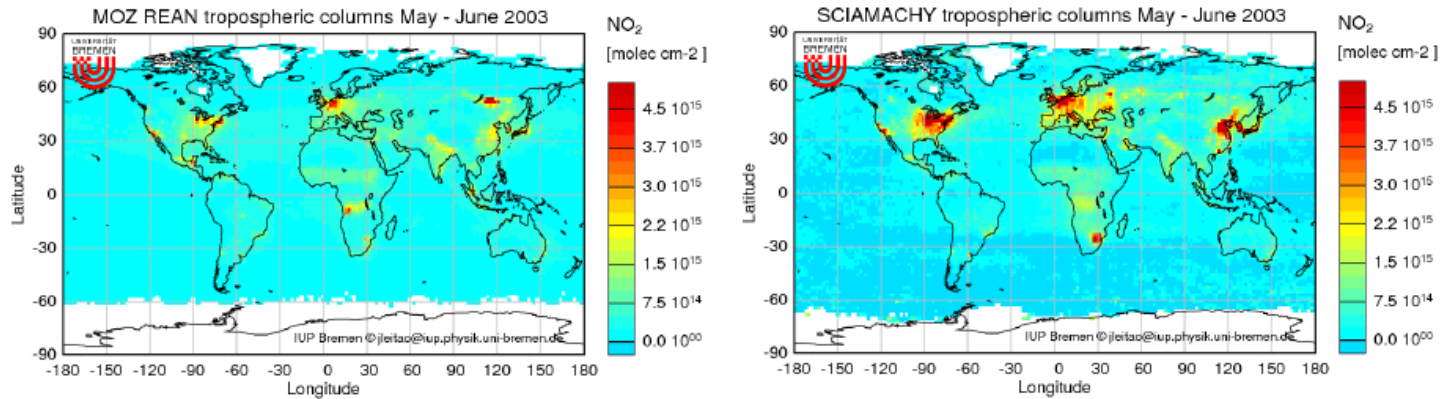 MOZ REAN tropospheric columns May - June 2003
NO2
[molec cm-2 ]
UNIVERSITÄT
BREMEN
90
60
30
0
-30
-60
-90
Latitude
IUP Bremen © jleitao@iup.physik.uni-bremen.de
-180 -150 -120 -90 -60 -30 0 30 60 90 120 150 180
Longitude
4.5 10^15
3.7 10^15
3.0 10^15
2.2 10^15
1.5 10^15
7.5 10^14
0.0 10^00
SCIAMACHY tropospheric columns May - June 2003
NO2
[molec cm-2 ]
UNIVERSITÄT
BREMEN
90
60
30
0
-30
-60
-90
Latitude
IUP Bremen © jleitao@iup.physik.uni-bremen.de
-180 -150 -120 -90 -60 -30 0 30 60 90 120 150 180
Longitude
4.5 10^15
3.7 10^15
3.0 10^15
2.2 10^15
1.5 10^15
7.5 10^14
0.0 10^00